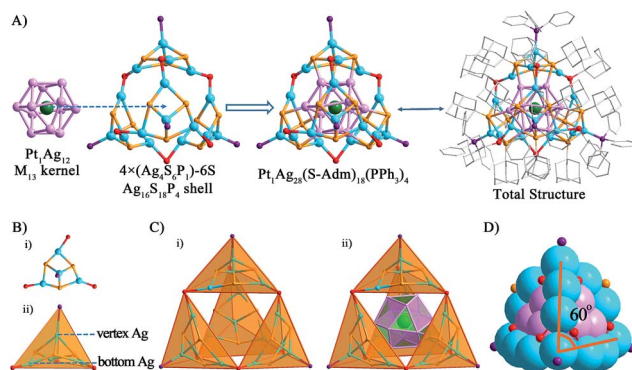 A)
Pt₁Ag₁₂
M₁₃ kernel
4×(Ag₄S₆P₁)-6S
Ag₁₆S₁₈P₄ shell
Pt₁Ag₂₈(S-Adm)₁₈(PPh₃)₄
Total Structure
B)
i)
ii)
vertex Ag
bottom Ag
C)
i)
ii)
D)
60°